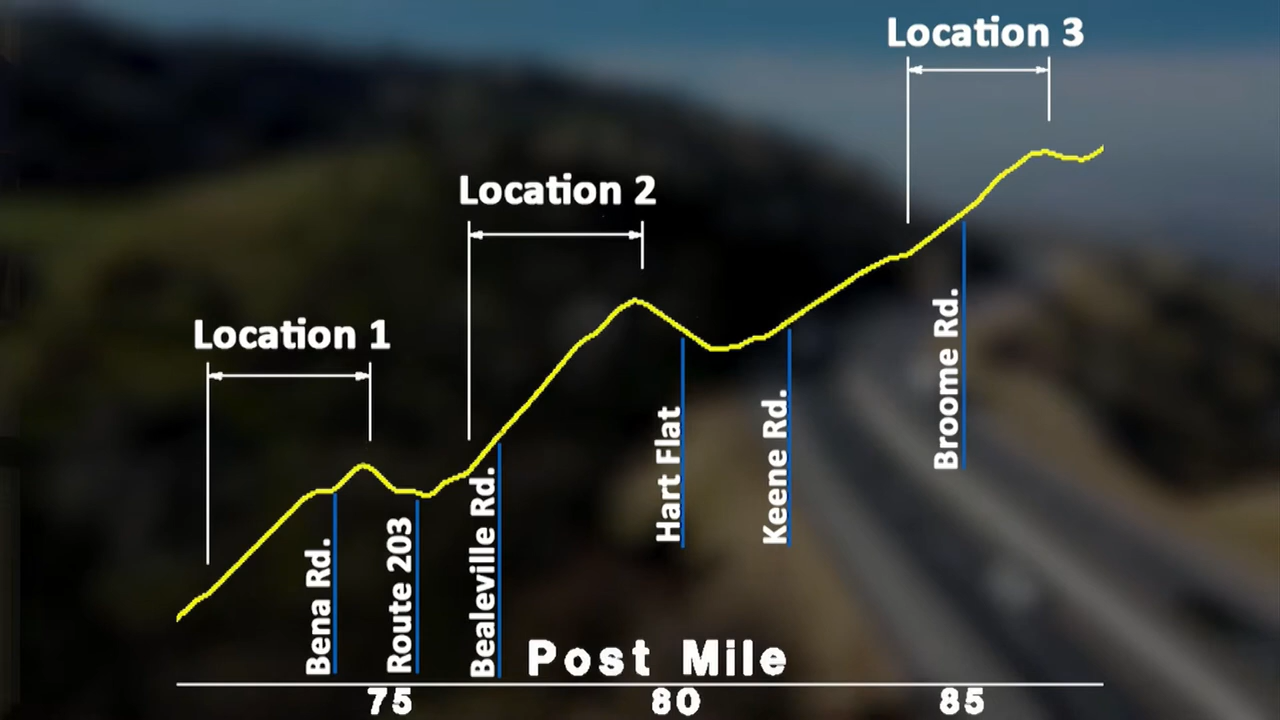 Location 3
Location 2
Location 1
Bena Rd.
Route 203
Bealeville Rd.
Hart Flat
Keene Rd.
Broome Rd.
Post Mile
75
80
85